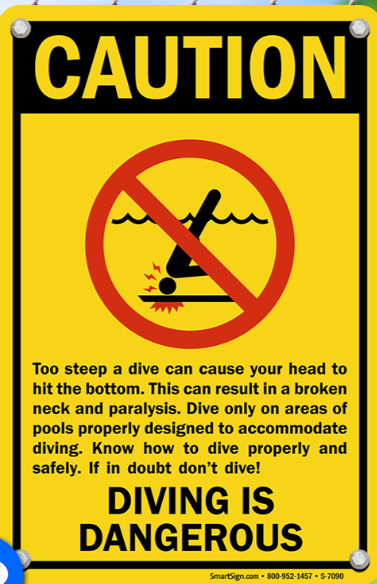 CAUTION
Too steep a dive can cause your head to
hit the bottom. This can result in a broken
neck and paralysis. Dive only on areas of
pools properly designed to accommodate
diving. Know how to dive properly and
safely. If in doubt don't dive!
DIVING IS
DANGEROUS
SmartSign.com • 800-952-1457 • S-7090